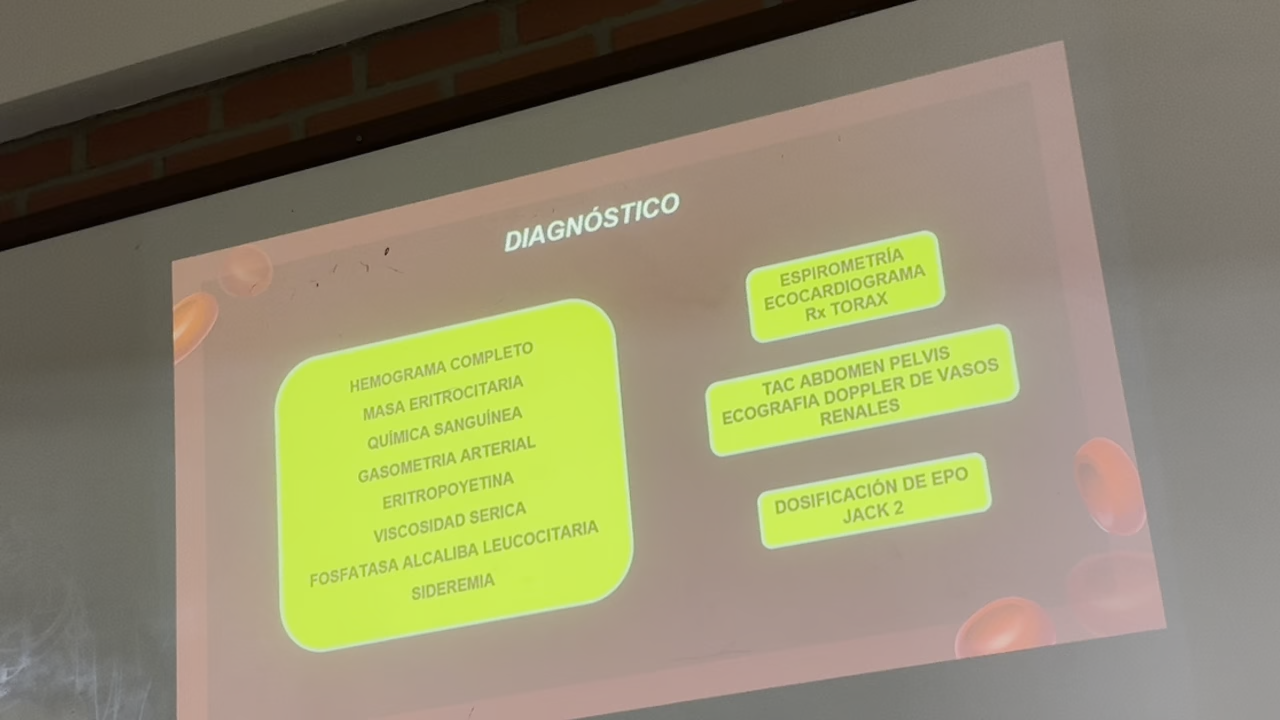 DIAGNÓSTICO
HEMOGRAMA COMPLETO
MASA ERITROCITARIA
QUÍMICA SANGUÍNEA
GASOMETRIA ARTERIAL
ERITROPOYETINA
VISCOSIDAD SERICA
FOSFATASA ALCALIBA LEUCOCITARIA
SIDEREMIA
ESPIROMETRÍA
ECOCARDIOGRAMA
Rx TORAX
TAC ABDOMEN PELVIS
ECOGRAFIA DOPPLER DE VASOS
RENALES
DOSIFICACIÓN DE EPO
JACK 2